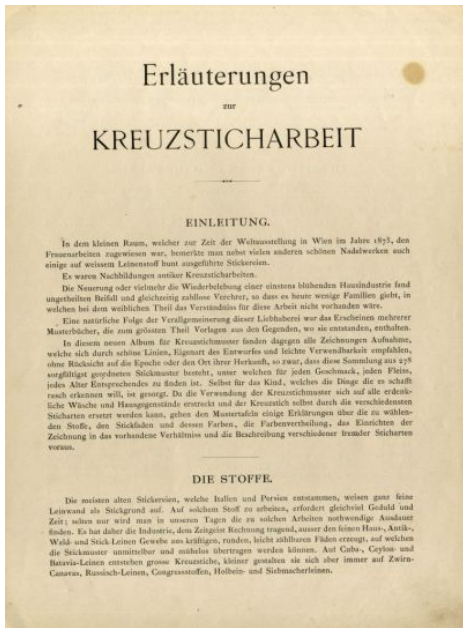 Erläuterungen
zur
KREUZSTICHARBEIT
EINLEITUNG.
In dem kleinen Raum, welcher zur Zeit der Weltausstellung in Wien im Jahre 1873, den
Frauenarbeiten zugewiesen war, bemerkte man nebst vielen anderen schönen Nadelwerken auch
einige auf weissem Leinenstoff bunt ausgeführte Stickereien.
Es waren Nachbildungen antiker Kreuzsticharbeiten.
Die Neuerung oder vielmehr die Wiederbelebung einer einstens blühenden Hausindustrie fand
ungetheilten Beifall und gleichzeitig zahllose Verehrer, so dass es heute wenige Familien giebt, in
welchen bei dem weiblichen Theil das Verständniss für diese Arbeit nicht vorhanden wäre.
Eine natürliche Folge der Verallgemeinerung dieser Liebhaberei war das Erscheinen mehrerer
Musterbücher, die zum grössten Theil Vorlagen aus den Gegenden, wo sie entstanden, enthalten.
In diesem neuen Album für Kreuzstichmuster fanden dagegen alle Zeichnungen Aufnahme,
welche sich durch schöne Linien, Eigenart des Entwurfes und leichte Verwendbarkeit empfahlen,
ohne Rücksicht auf die Epoche oder den Ort ihrer Herkunft, so zwar, dass diese Sammlung aus 278
sorgfältigst geordneten Stickmuster besteht, unter welchen für jeden Geschmack, jeden Fleiss,
jedes Alter Entsprechendes zu finden ist. Selbst für das Kind, welches die Dinge die es schafft
rasch erkennen will, ist gesorgt. Da die Verwendung der Kreuzstichmuster sich auf alle erdenk-
liche Wäsche und Hausgegenstände erstreckt und der Kreuzstich selbst durch die verschiedensten
Sticharten ersetzt werden kann, gehen den Mustertafeln einige Erklärungen über die zu wählen-
den Stoffe, den Stickfaden und dessen Farben, die Farbenvertheilung, das Einrichten der
Zeichnung in das vorhandene Verhältniss und die Beschreibung verschiedener fremder Sticharten
voraus.
DIE STOFFE.
Die meisten alten Stickereien, welche Italien und Persien entstammen, weisen ganz feine
Leinwand als Stickgrund auf. Auf solchem Stoff zu arbeiten, erfordert gleichviel Geduld und
Zeit; selten nur wird man in unseren Tagen die zu solchen Arbeiten nothwendige Ausdauer
finden. Es hat daher die Industrie, dem Zeitgeist Rechnung tragend, ausser den feinen Haus-, Antik-,
Wald- und Stick-Leinen Gewebe aus kräftigen, runden, leicht zählbaren Fäden erzeugt, auf welchen
die Stickmuster unmittelbar und mühelos übertragen werden können. Auf Cuba-, Ceylon- und
Batavia-Leinen entstehen grosse Kreuzstiche, kleiner gestalten sie sich aber immer auf Zwirn-
Canavas, Russisch-Leinen, Congressstoffen, Holbein- und Siebmacherleinen.